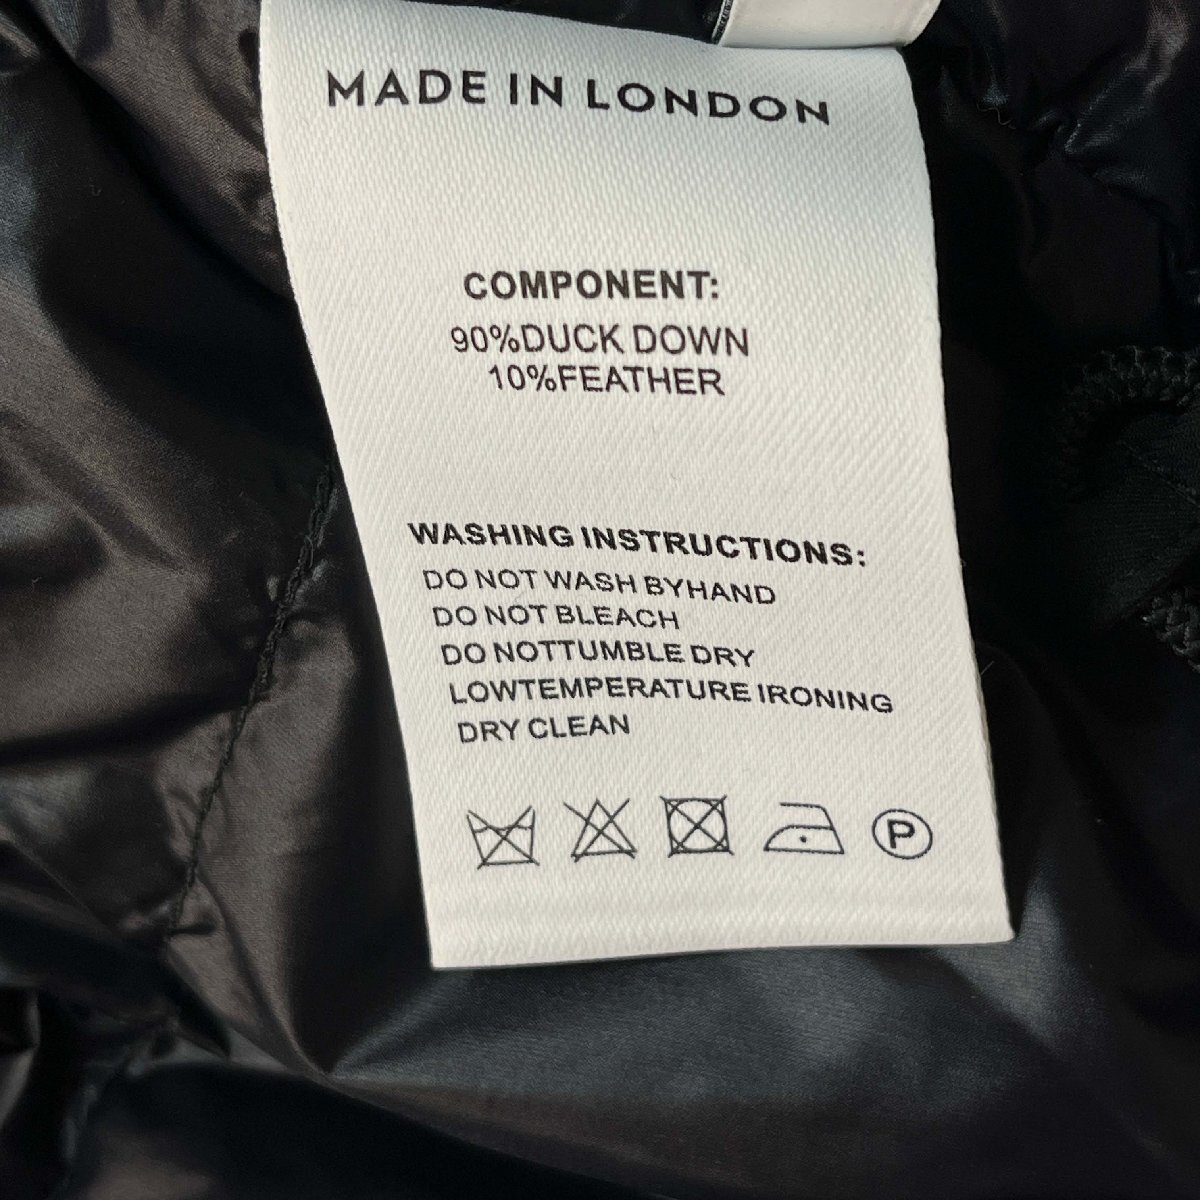 MADE IN LONDON
COMPONENT:
90%DUCK DOWN
10%FEATHER
WASHING INSTRUCTIONS:
DO NOT WASH BYHAND
DO NOT BLEACH
DO NOTTUMBLE DRY
LOWTEMPERATURE IRONING
DRY CLEAN
P